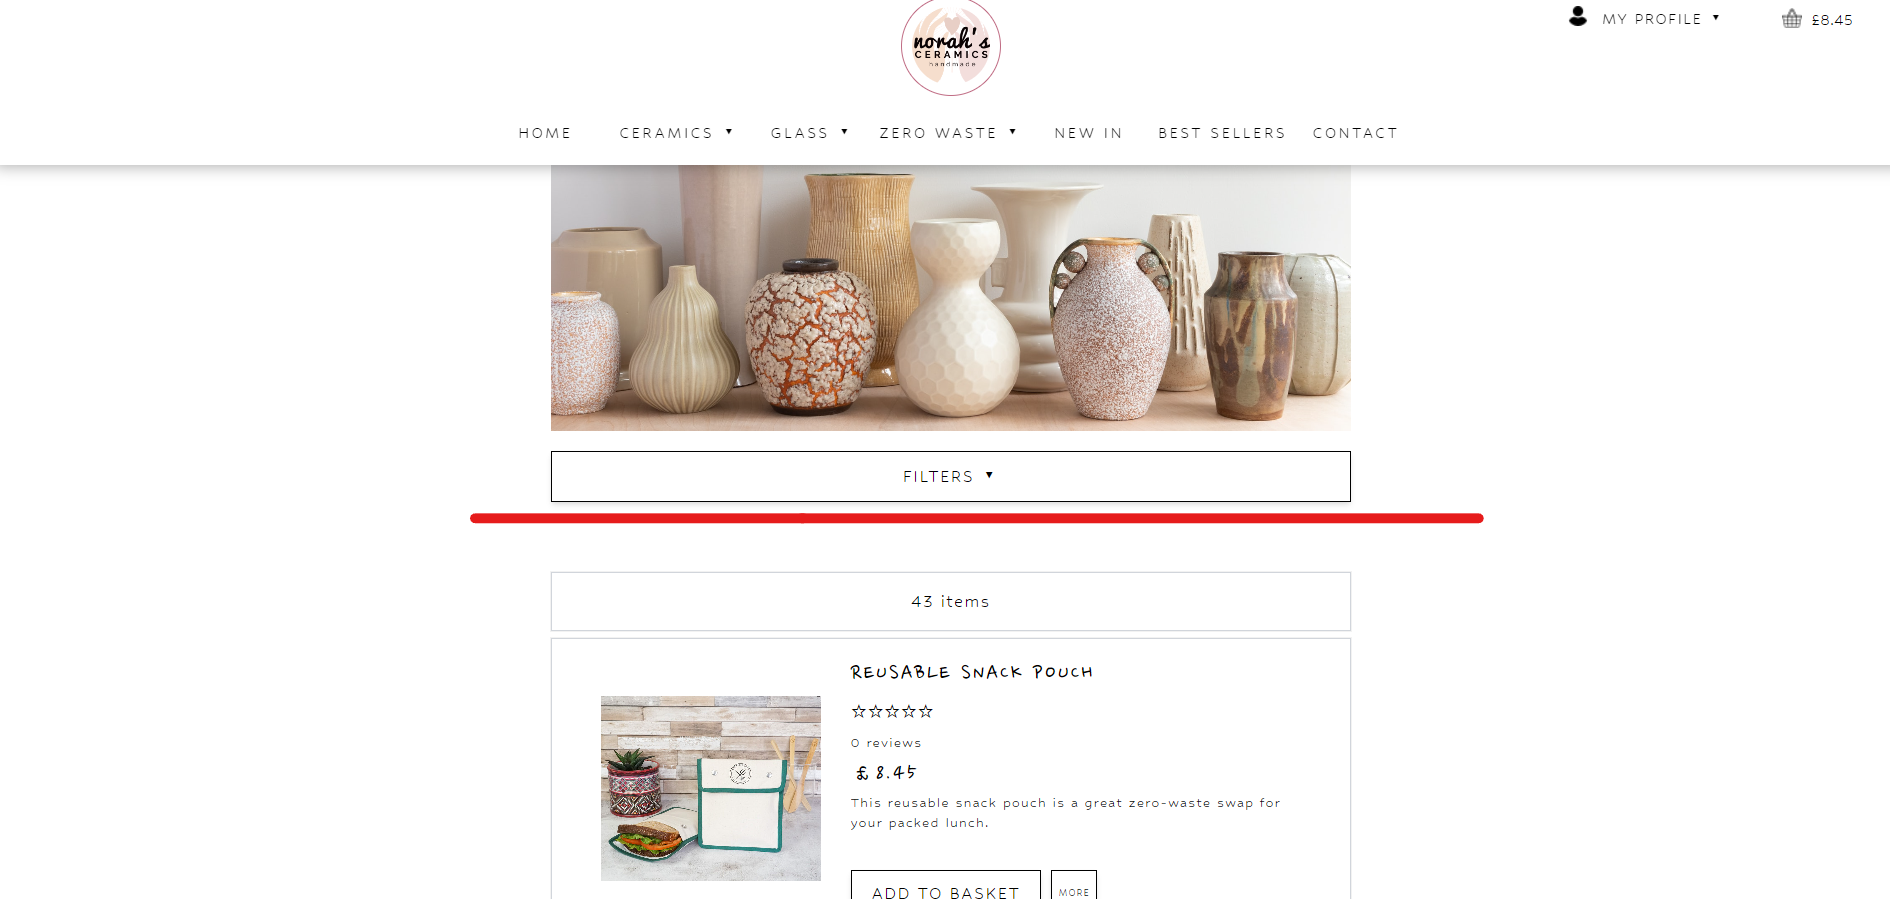 norah's
CERAMICS
handmade
MY PROFILE ▼
£8.45
HOME
CERAMICS ▼
GLASS ▼
ZERO WASTE ▼
NEW IN
BEST SELLERS
CONTACT
FILTERS ▼
43 items
REUSABLE SNACK POUCH
☆☆☆☆☆
0 reviews
£ 8.45
This reusable snack pouch is a great zero-waste swap for
your packed lunch.
ADD TO BASKET
MORE